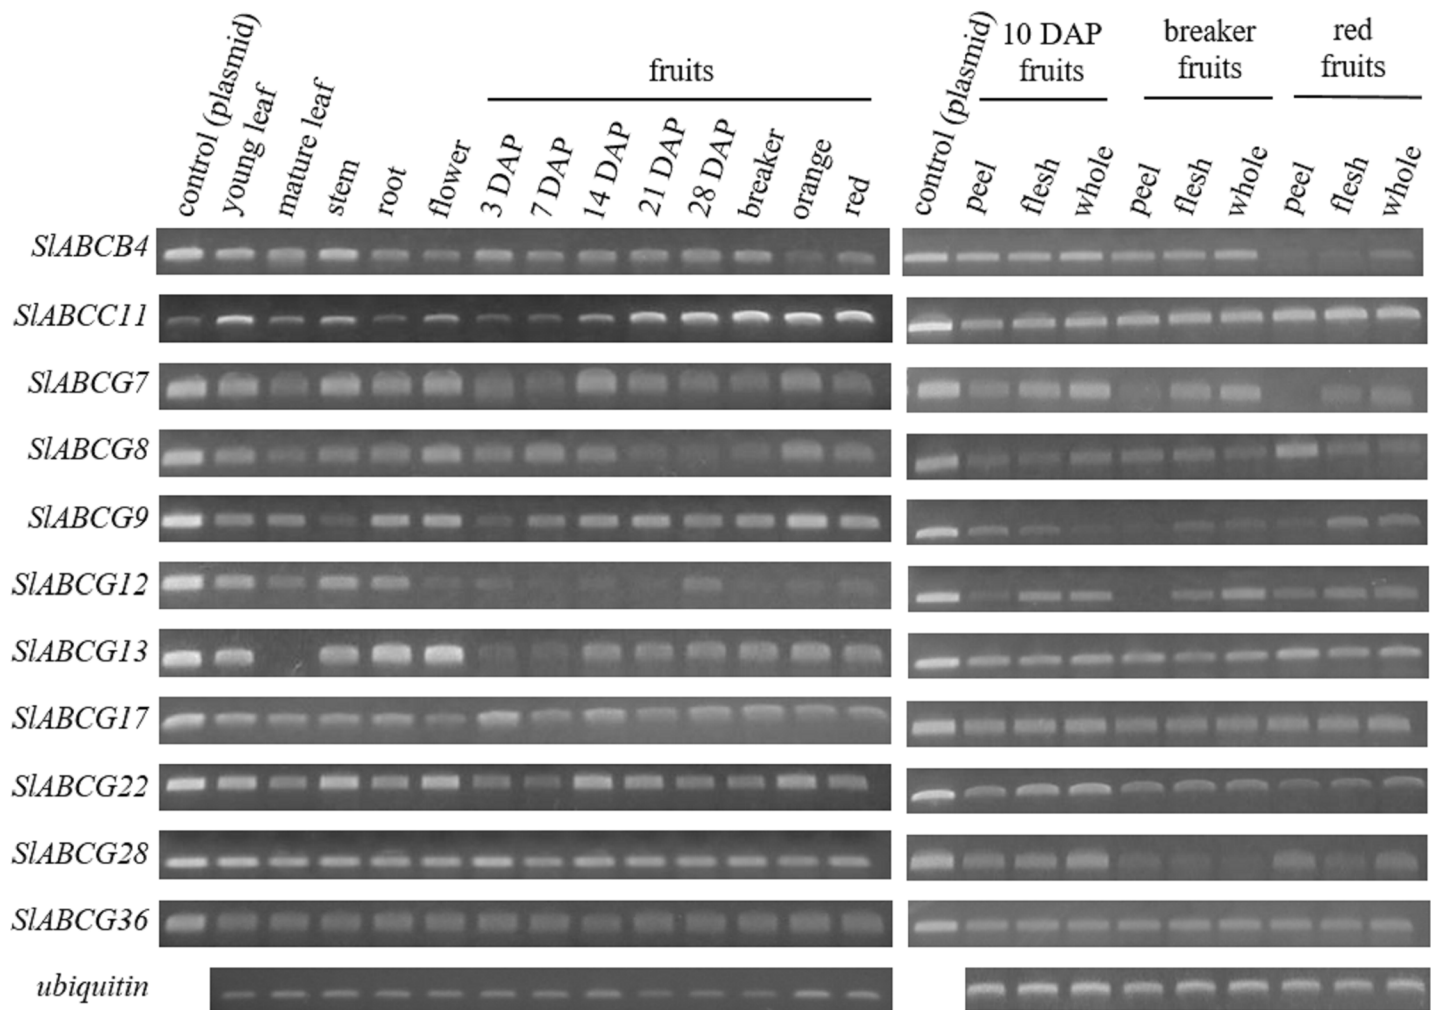 control (plasmid)
young leaf
mature leaf
stem
root
flower
fruits
3 DAP
7 DAP
14 DAP
21 DAP
28 DAP
breaker
orange
red
control (plasmid)
10 DAP
fruits
peel
flesh
whole
breaker
fruits
peel
flesh
whole
red
fruits
peel
flesh
whole
SlABCB4
SlABCC11
SlABCG7
SlABCG8
SlABCG9
SlABCG12
SlABCG13
SlABCG17
SlABCG22
SlABCG28
SlABCG36
ubiquitin